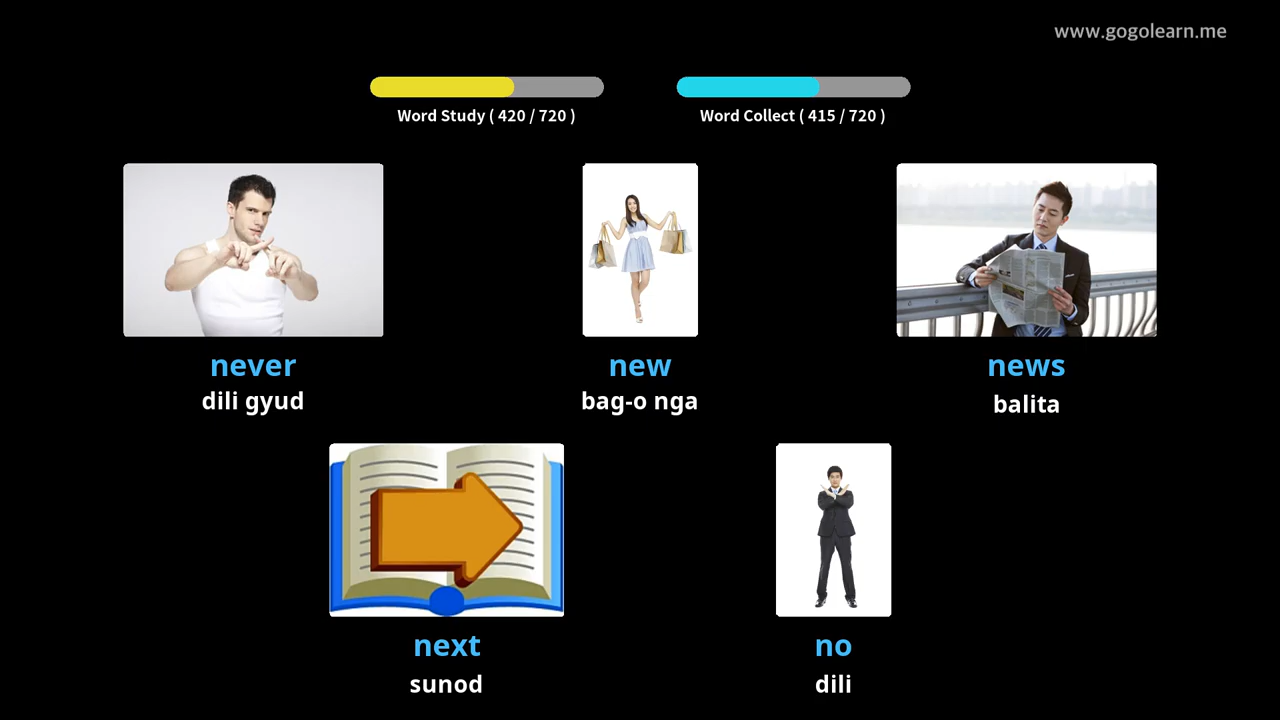 www.gogolearn.me
Word Study ( 420 / 720 )
Word Collect ( 415 / 720 )
never
dili gyud
new
bag-o nga
news
balita
next
sunod
no
dili